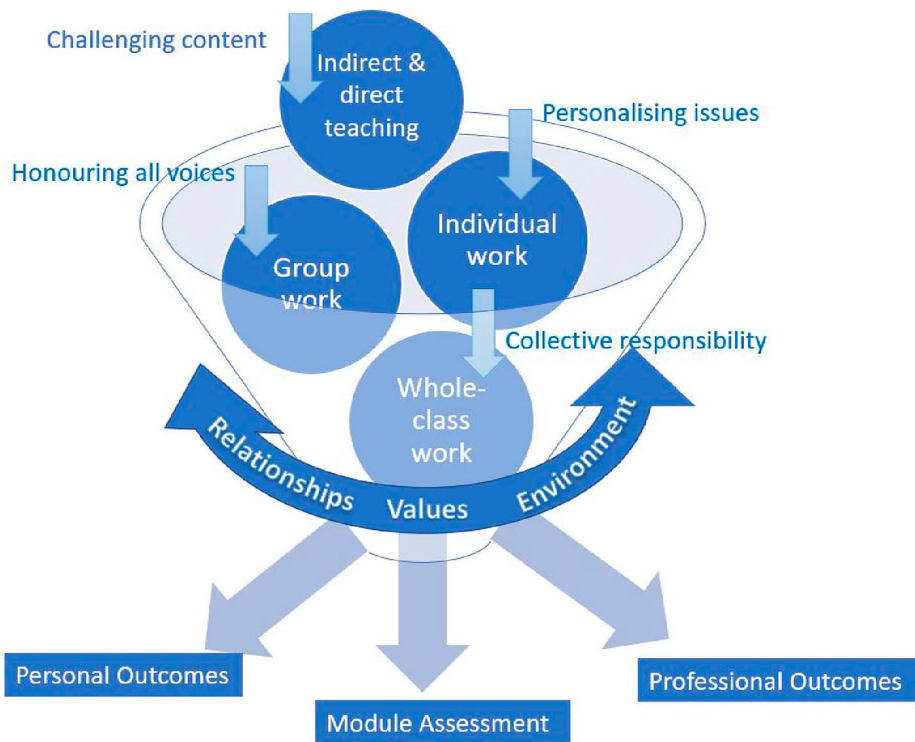 Challenging content
Indirect &
direct
teaching
Personalising issues
Honouring all voices
Individual
work
Group
work
Collective responsibility
Whole-
class
work
Relationships
Values
Environment
Personal Outcomes
Professional Outcomes
Module Assessment